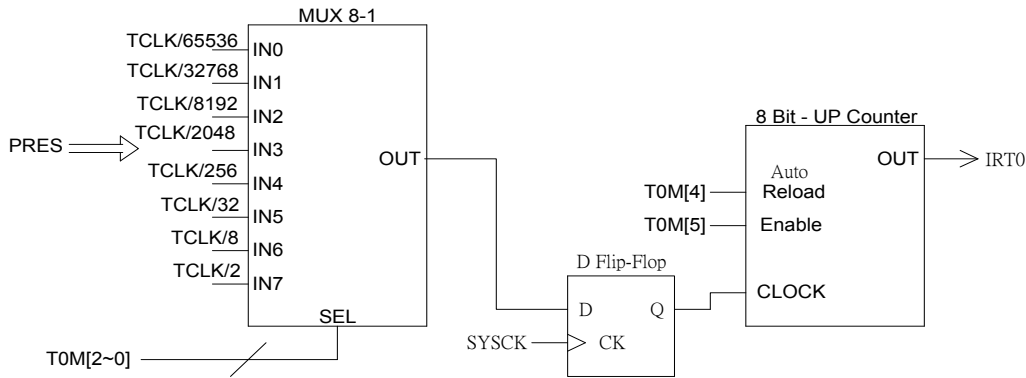 MUX 8-1
TCLK/65536 IN0
TCLK/32768 IN1
TCLK/8192 IN2
PRES
TCLK/2048 IN3
TCLK/256 IN4
TCLK/32 IN5
TCLK/8 IN6
TCLK/2 IN7
OUT
SEL
T0M[2~0]
D Flip-Flop
D Q
SYSCK CK
8 Bit - UP Counter
OUT IRT0
Auto
T0M[4] Reload
T0M[5] Enable
CLOCK